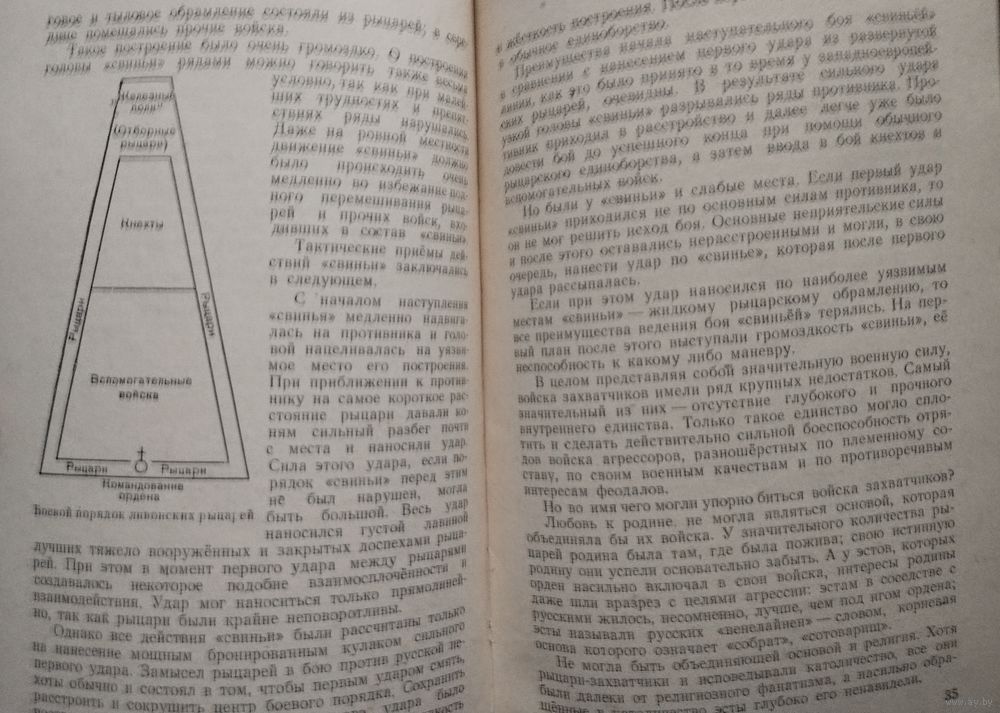 говое и тыловое обрамление состояли из рыцарей, в сере-
дине помещались прочие войска.
Такое построение было очень громоздко. О построении
головы «свиньи» рядами можно говорить также весьма
условно, так как при малей-
ших трудностях и препят-
ствиях ряды нарушались.
Даже на ровной местности
движение «свиньи» должно
было происходить очень
медленно во избежание пол-
ного перемешивания рыца-
рей и прочих войск, вхо-
дивших в состав «свиньи».
Тактические приёмы дей-
ствий «свиньи» заключались
в следующем.
С началом наступления
«свинья» медленно надвига-
лась на противника и голо-
вой нацеливалась на уязви-
мое место его построения.
При приближении к против-
нику на самое короткое рас-
стояние рыцари давали ко-
ням сильный разбег почти
с места и наносили удар.
Сила этого удара, если по-
рядок «свиньи» перед этим
не был нарушен, могла
быть большой. Весь удар
наносился густой лавиной
лучших тяжело вооружённых и закрытых доспехами рыца-
рей. При этом в момент первого удара между рыцарями
создавалось некоторое подобие взаимосплочённости и
взаимодействия. Удар мог наноситься только прямолиней-
но, так как рыцари были крайне неповоротливы.
Однако все действия «свиньи» были рассчитаны только
на нанесение мощным бронированным кулаком сильного
первого удара. Замысел рыцарей в бою против русской пе-
хоты обычно и состоял в том, чтобы первым ударом смять,
расстроить и сокрушить центр боевого порядка. Сохранить
удара было
„Железный
полк“
(Отборные
рыцари)
Кнехты
Рыцари
Рыцари
Вспомогательные
войска
Рыцари Рыцари
Командование
ордена
Боевой порядок ливонских рыцарей
и жёсткость построения. После
в обычное единоборство.
Преимущества начала наступательного боя «свиньёй»
в сравнении с нанесением первого удара из развернутой
линии, как это было принято в то время у западноевропей-
ских рыцарей, очевидны. В результате сильного удара
узкой головы «свиньи» разрывались ряды противника. Про-
тивник приходил в расстройство и далее легче уже было
довести бой до успешного конца при помощи обычного
рыцарского единоборства, а затем ввода в бой кнехтов и
вспомогательных войск.
Но были у «свиньи» и слабые места. Если первый удар
«свиньи» приходился не по основным силам противника, то
он не мог решить исход боя. Основные неприятельские силы
и после этого оставались нерасстроенными и могли, в свою
очередь, нанести удар по «свинье», которая после первого
удара рассыпалась.
Если при этом удар наносился по наиболее уязвимым
местам «свиньи» — жидкому рыцарскому обрамлению, то
все преимущества ведения боя «свиньёй» терялись. На пер-
вый план после этого выступали громоздкость «свиньи», её
неспособность к какому либо маневру.
В целом представляя собой значительную военную силу,
войска захватчиков имели ряд крупных недостатков. Самый
значительный из них — отсутствие глубокого и прочного
внутреннего единства. Только такое единство могло спло-
тить и сделать действительно сильной боеспособность отря-
дов войска агрессоров, разношёрстных по племенному со-
ставу, по своим военным качествам и по противоречивым
интересам феодалов.
Но во имя чего могли упорно биться войска захватчиков?
Любовь к родине не могла являться основой, которая
объединяла бы их войска. У значительного количества ры-
царей родина была там, где была пожива; свою истинную
родину они успели основательно забыть. А у эстов, которых
орден насильно включал в свои войска, интересы родины
даже шли вразрез с целями агрессии: эстам в соседстве с
русскими жилось, несомненно, лучше, чем под игом ордена;
эсты называли русских «венелайнен» — словом, корневая
основа которого означает «собрат», «сотоварищ».
Не могла быть объединяющей основой и религия. Хотя
рыцари-захватчики и исповедывали католичество, все они
были далеки от религиозного фанатизма, а насильно обра-
щённые в католичество эсты глубоко его ненавидели.
35
www.ay.by